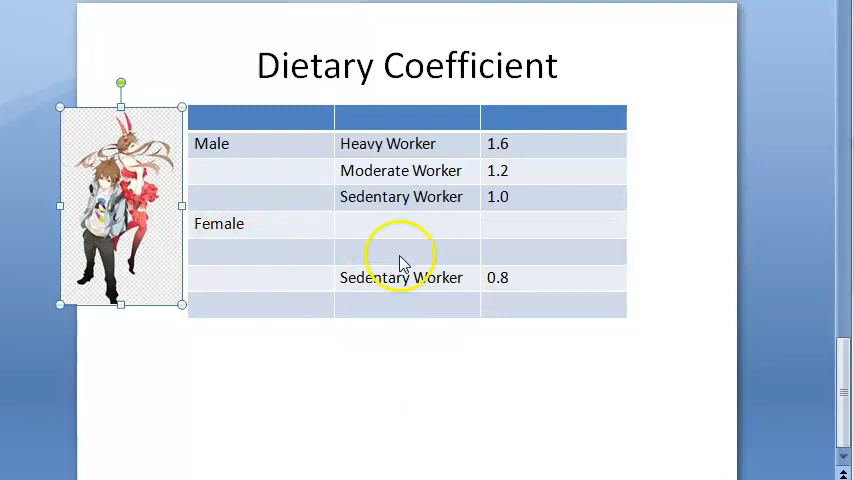 Dietary Coefficient
Male Heavy Worker 1.6
Moderate Worker 1.2
Sedentary Worker 1.0
Female
Sedentary Worker 0.8